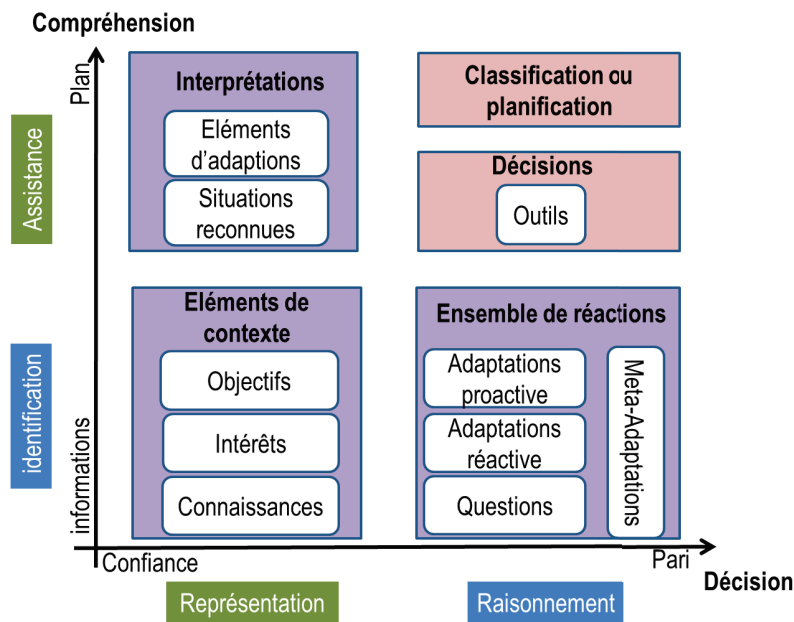 Compréhension
Plan
Assistance
Interprétations
Eléments
d'adaptions
Situations
reconnues
Classification ou
planification
Décisions
Outils
identification
informations
Eléments de
contexte
Objectifs
Intérêts
Connaissances
Ensemble de réactions
Adaptations
proactive
Adaptations
réactive
Questions
Meta-Adaptations
Confiance
Pari
Décision
Représentation
Raisonnement